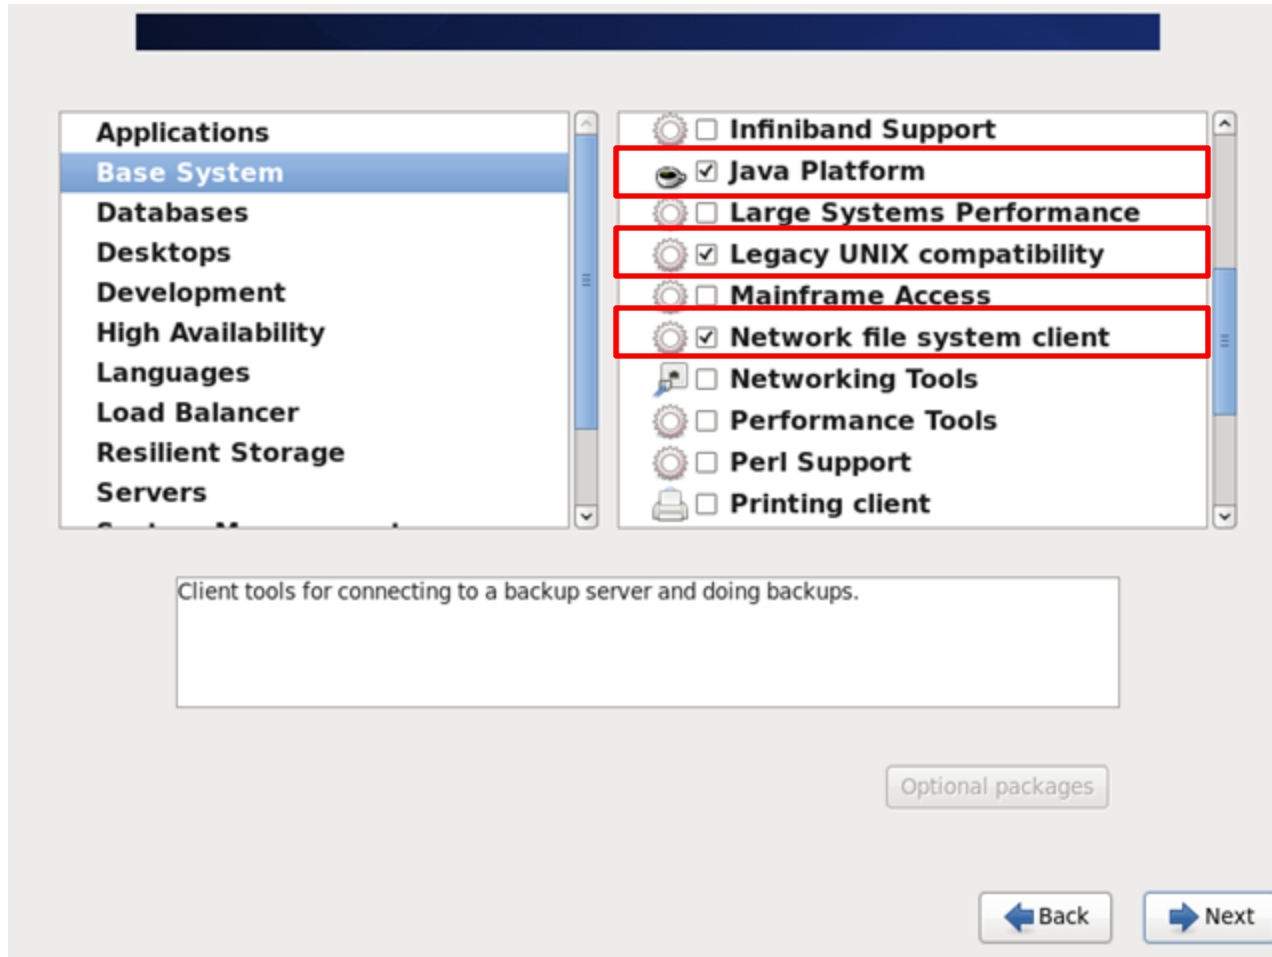 Applications
Base System
Databases
Desktops
Development
High Availability
Languages
Load Balancer
Resilient Storage
Servers
Infiniband Support
Java Platform
Large Systems Performance
Legacy UNIX compatibility
Mainframe Access
Network file system client
Networking Tools
Performance Tools
Perl Support
Printing client
Client tools for connecting to a backup server and doing backups.
Optional packages
Back
Next